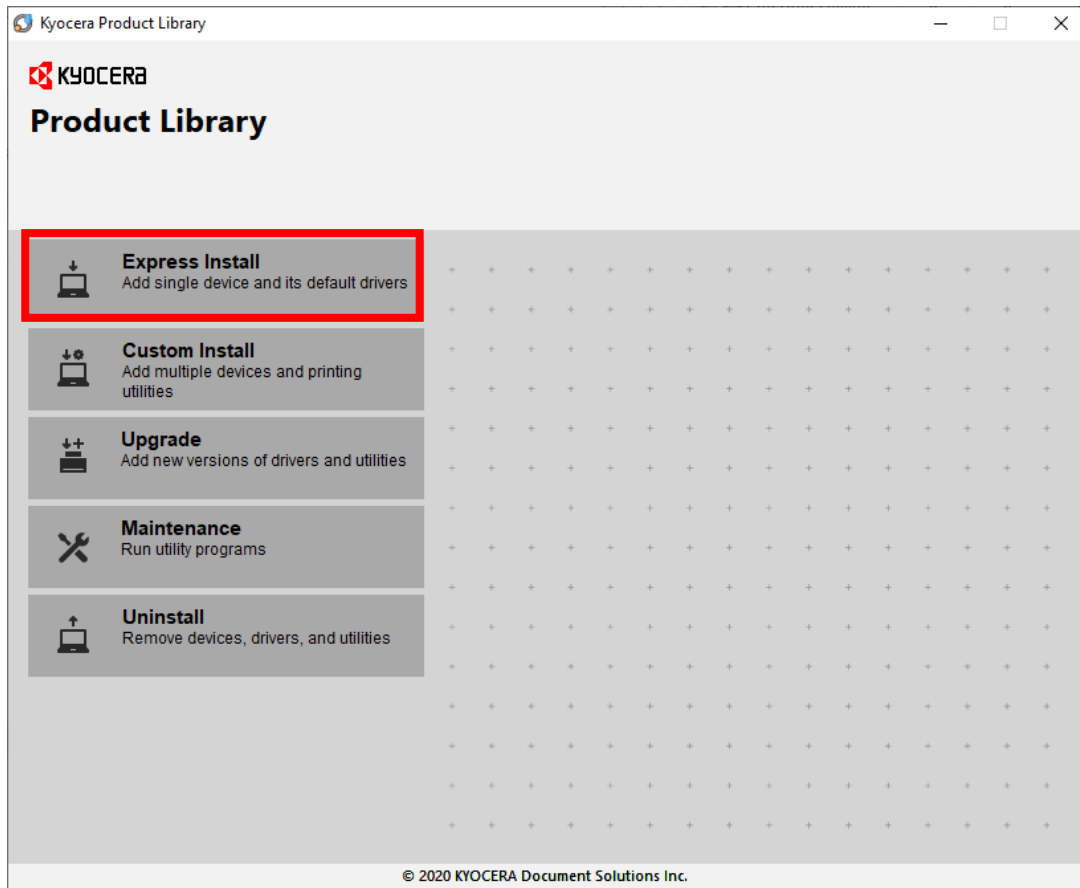 Kyocera Product Library
KYOCERA
Product Library
Express Install
Add single device and its default drivers
Custom Install
Add multiple devices and printing
utilities
Upgrade
Add new versions of drivers and utilities
Maintenance
Run utility programs
Uninstall
Remove devices, drivers, and utilities
© 2020 KYOCERA Document Solutions Inc.